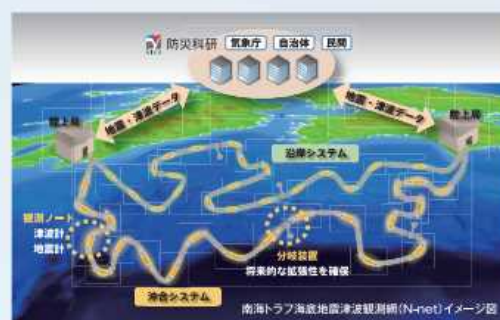 防災科研 気象庁 自治体 民間
地震・津波データ
地震・津波データ
陸上局
陸上局
沿岸システム
観測ノード
津波計
地震計
分岐装置
将来的な拡張性を確保
沖合システム
南海トラフ海底地震津波観測網(N-net)イメージ図